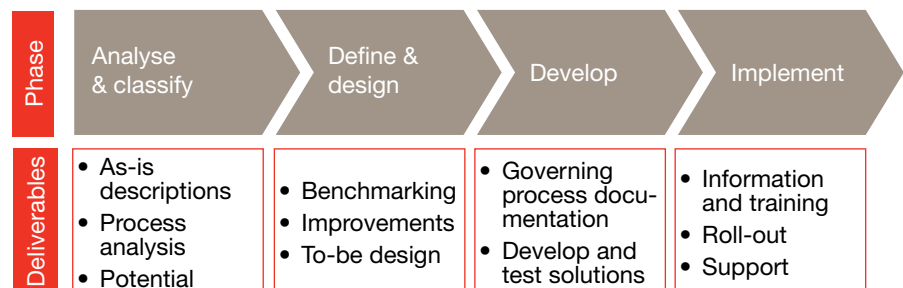 Phase
Analyse
& classify
Define &
design
Develop
Implement
Deliverables
• As-is
descriptions
• Process
analysis
• Potential
• Benchmarking
• Improvements
• To-be design
• Governing
process docu-
mentation
• Develop and
test solutions
• Information
and training
• Roll-out
• Support